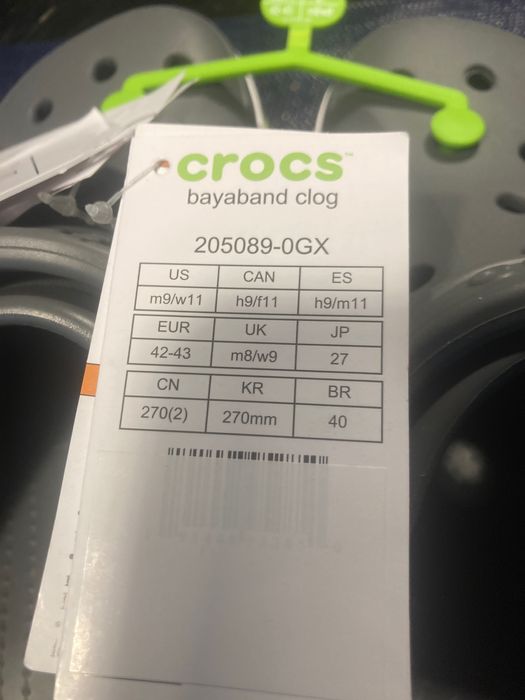 crocs™
bayaband clog
205089-0GX
US CAN ES
m9/w11 h9/f11 h9/m11
EUR UK JP
42-43 m8/w9 27
CN KR BR
270(2) 270mm 40